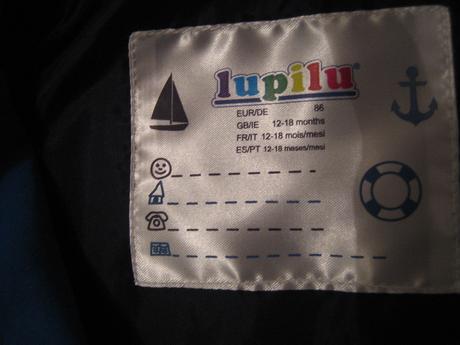 lupilu
EUR/DE 86
GB/IE 12-18 months
FR/IT 12-18 mois/mesi
ES/PT 12-18 meses/mesi